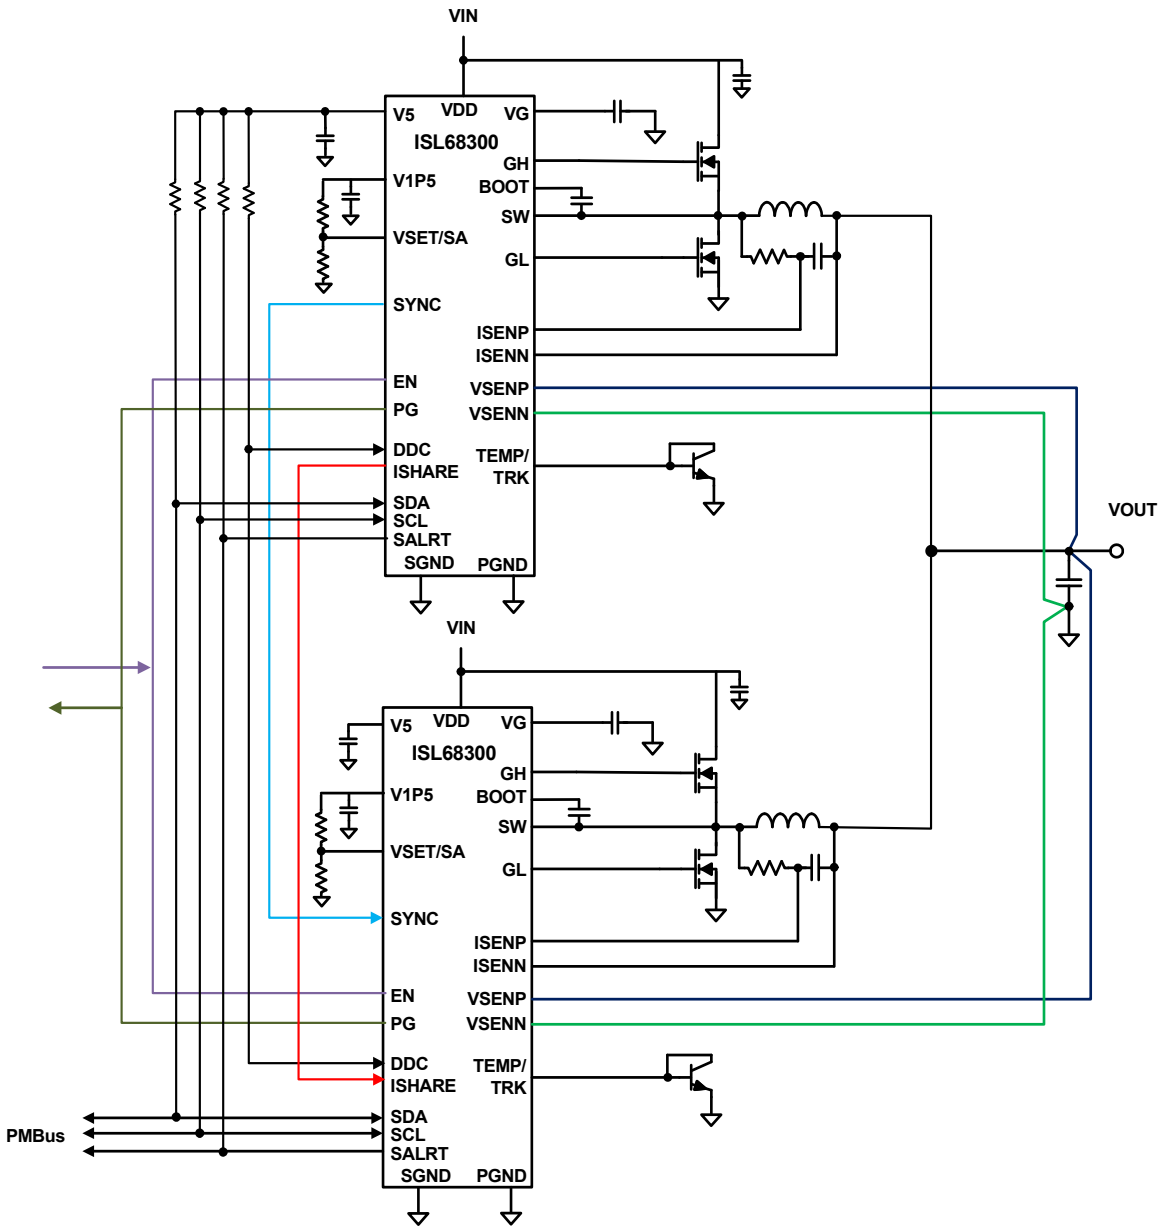 VIN
VDD
V5
VG
ISL68300
GH
BOOT
V1P5
SW
VSET/SA
GL
SYNC
ISENP
ISENN
EN
VSENP
PG
VSENN
DDC
TEMP/
TRK
ISHARE
SDA
SCL
SALRT
SGND
PGND
VOUT
VIN
VDD
V5
VG
ISL68300
GH
BOOT
V1P5
SW
VSET/SA
GL
SYNC
ISENP
ISENN
EN
VSENP
PG
VSENN
DDC
TEMP/
TRK
ISHARE
SDA
SCL
PMBus
SALRT
SGND
PGND